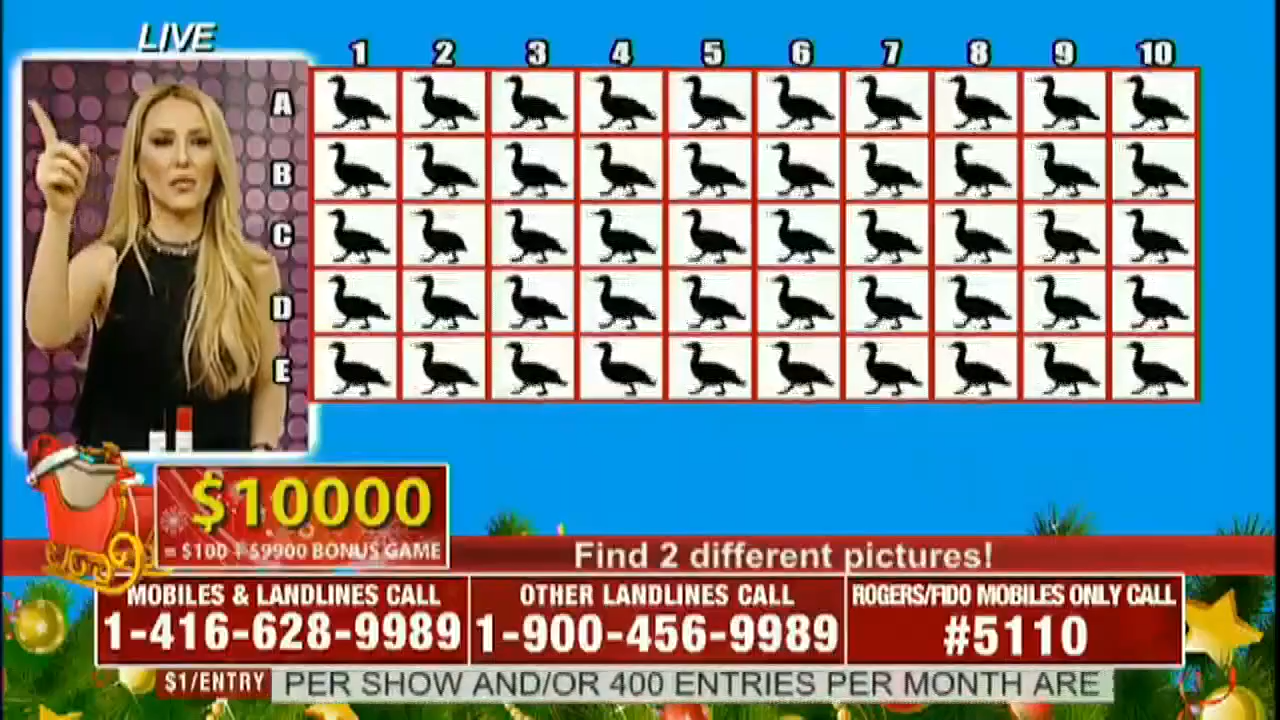 LIVE
1 2 3 4 5 6 7 8 9 10
A
B
C
D
E
$10000
= $100 + $9900 BONUS GAME
Find 2 different pictures!
MOBILES & LANDLINES CALL
1-416-628-9989
OTHER LANDLINES CALL
1-900-456-9989
ROGERS/FIDO MOBILES ONLY CALL
#5110
$1/ENTRY
PER SHOW AND/OR 400 ENTRIES PER MONTH ARE